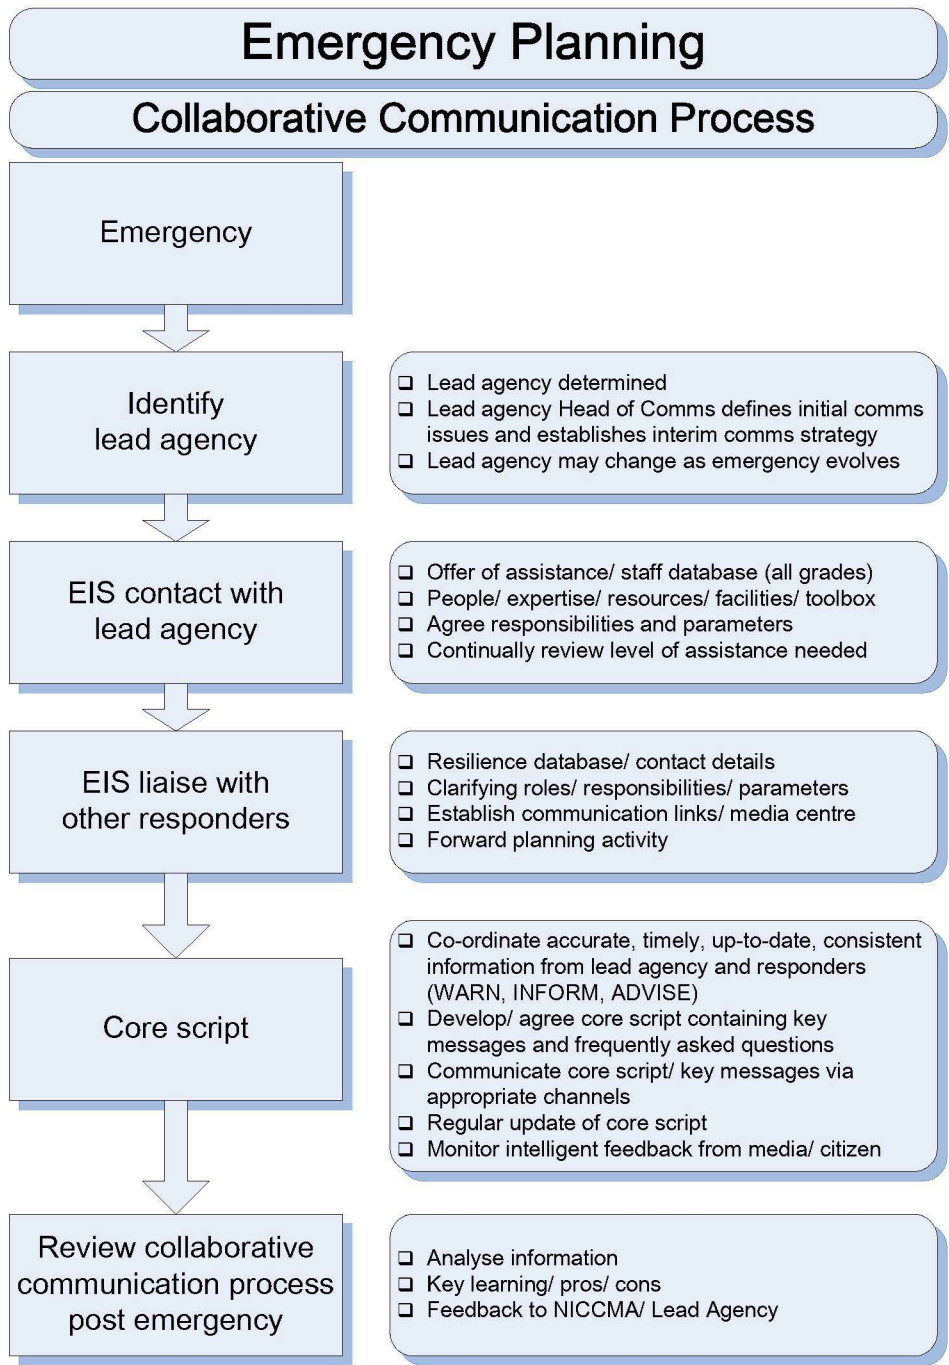 Emergency Planning
Collaborative Communication Process
Emergency
Identify
lead agency
❑ Lead agency determined
❑ Lead agency Head of Comms defines initial comms
issues and establishes interim comms strategy
❑ Lead agency may change as emergency evolves
EIS contact with
lead agency
❑ Offer of assistance/ staff database (all grades)
❑ People/ expertise/ resources/ facilities/ toolbox
❑ Agree responsibilities and parameters
❑ Continually review level of assistance needed
EIS liaise with
other responders
❑ Resilience database/ contact details
❑ Clarifying roles/ responsibilities/ parameters
❑ Establish communication links/ media centre
❑ Forward planning activity
Core script
❑ Co-ordinate accurate, timely, up-to-date, consistent
information from lead agency and responders
(WARN, INFORM, ADVISE)
❑ Develop/ agree core script containing key
messages and frequently asked questions
❑ Communicate core script/ key messages via
appropriate channels
❑ Regular update of core script
❑ Monitor intelligent feedback from media/ citizen
Review collaborative
communication process
post emergency
❑ Analyse information
❑ Key learning/ pros/ cons
❑ Feedback to NICCMA/ Lead Agency